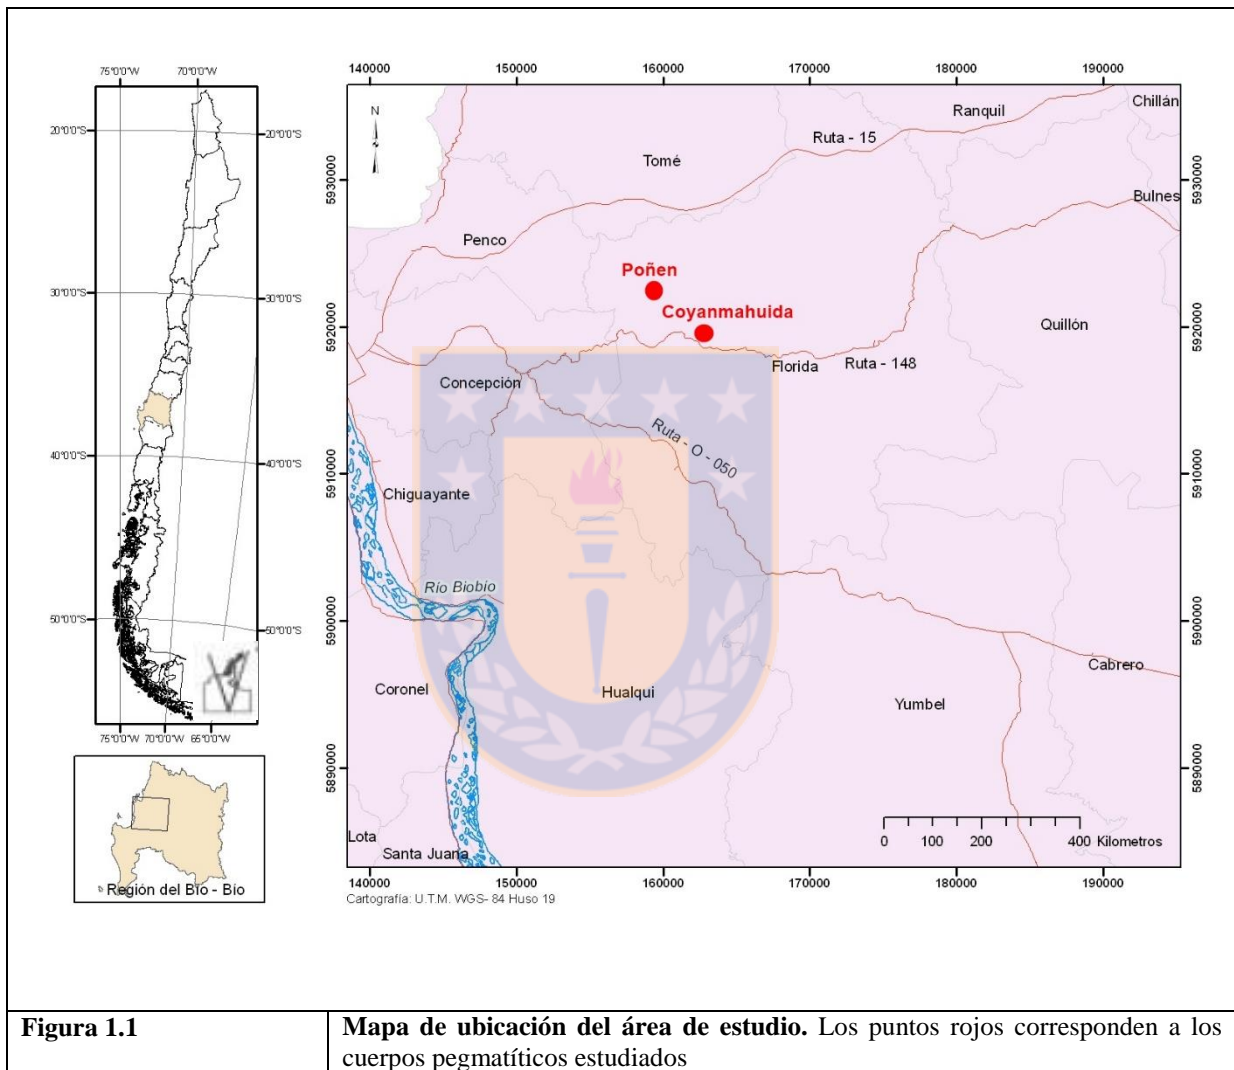 75°0'0"W 70°0'0"W
20°0'0"S 20°0'0"S
30°0'0"S 30°0'0"S
40°0'0"S 40°0'0"S
50°0'0"S 50°0'0"S
75°0'0"W 70°0'0"W 65°0'0"W
Región del Bío - Bío
140000 150000 160000 170000 180000 190000
N
Chillán
Ranquil
Ruta - 15
Tomé
5930000 5930000
Bulnes
Penco
Poñen
Coyanmahuida
5920000 5920000
Quillón
Florida Ruta - 148
Concepción
Ruta - O - 050
5910000 5910000
Chiguayante
Río Biobío
5900000 5900000
Cabrero
Coronel
Hualqui
Yumbel
5890000 5890000
Lota
Santa Juana
0 100 200 400 Kilometros
140000 150000 160000 170000 180000 190000
Cartografía: U.T.M. WGS- 84 Huso 19
Figura 1.1
Mapa de ubicación del área de estudio. Los puntos rojos corresponden a los
cuerpos pegmatíticos estudiados